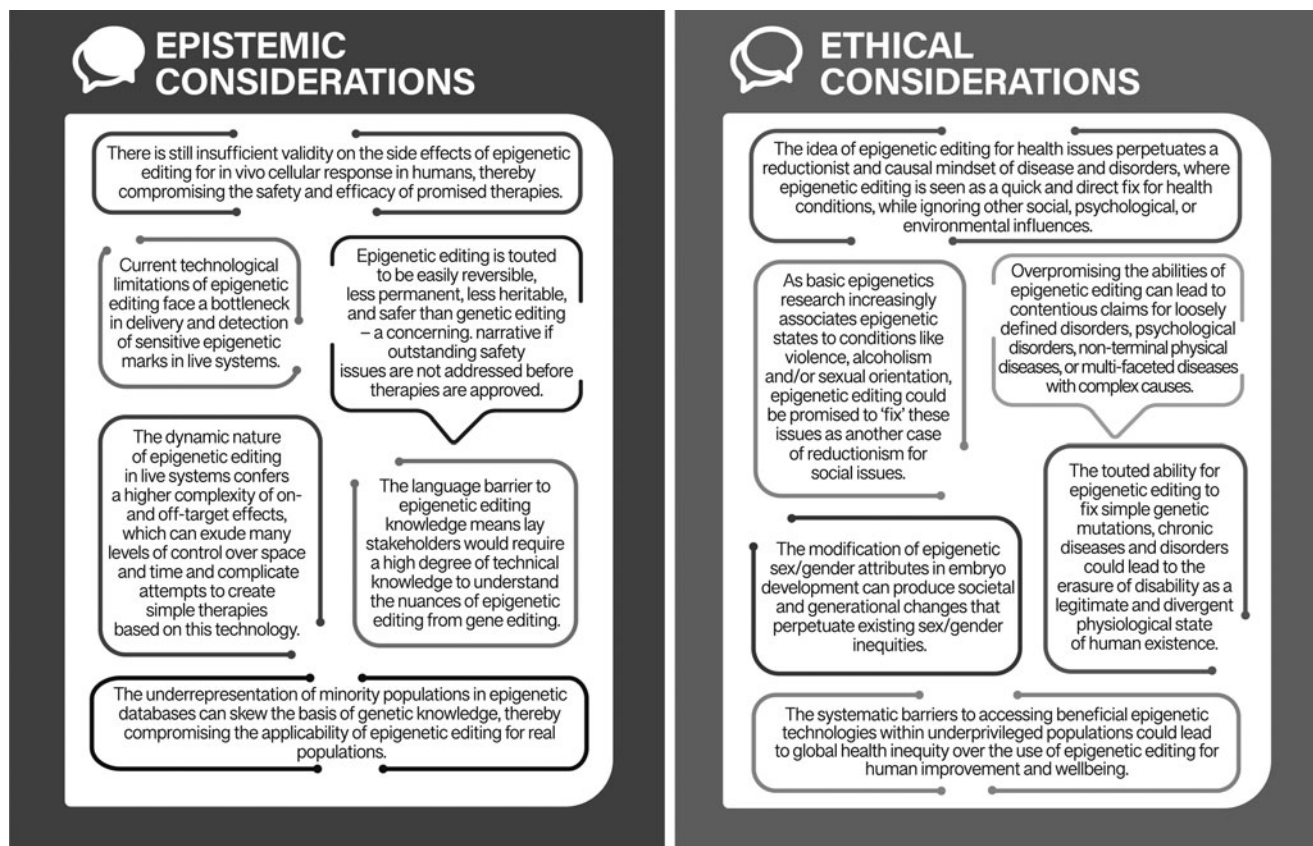 EPISTEMIC
CONSIDERATIONS
There is still insufficient validity on the side effects of epigenetic
editing for in vivo cellular response in humans, thereby
compromising the safety and efficacy of promised therapies.
Current technological
limitations of epigenetic
editing face a bottleneck
in delivery and detection
of sensitive epigenetic
marks in live systems.
Epigenetic editing is touted
to be easily reversible,
less permanent, less heritable,
and safer than genetic editing
– a concerning. narrative if
outstanding safety
issues are not addressed before
therapies are approved.
The dynamic nature
of epigenetic editing
in live systems confers
a higher complexity of on-
and off-target effects,
which can exude many
levels of control over space
and time and complicate
attempts to create
simple therapies
based on this technology.
The language barrier to
epigenetic editing
knowledge means lay
stakeholders would require
a high degree of technical
knowledge to understand
the nuances of epigenetic
editing from gene editing.
The underrepresentation of minority populations in epigenetic
databases can skew the basis of genetic knowledge, thereby
compromising the applicability of epigenetic editing for real
populations.
ETHICAL
CONSIDERATIONS
The idea of epigenetic editing for health issues perpetuates a
reductionist and causal mindset of disease and disorders, where
epigenetic editing is seen as a quick and direct fix for health
conditions, while ignoring other social, psychological, or
environmental influences.
As basic epigenetics
research increasingly
associates epigenetic
states to conditions like
violence, alcoholism
and/or sexual orientation,
epigenetic editing could
be promised to ‘fix’ these
issues as another case
of reductionism for
social issues.
Overpromising the abilities of
epigenetic editing can lead to
contentious claims for loosely
defined disorders, psychological
disorders, non-terminal physical
diseases, or multi-faceted diseases
with complex causes.
The modification of epigenetic
sex/gender attributes in embryo
development can produce societal
and generational changes that
perpetuate existing sex/gender
inequities.
The touted ability for
epigenetic editing to
fix simple genetic
mutations, chronic
diseases and disorders
could lead to the
erasure of disability as a
legitimate and divergent
physiological state
of human existence.
The systematic barriers to accessing beneficial epigenetic
technologies within underprivileged populations could lead
to global health inequity over the use of epigenetic editing for
human improvement and wellbeing.